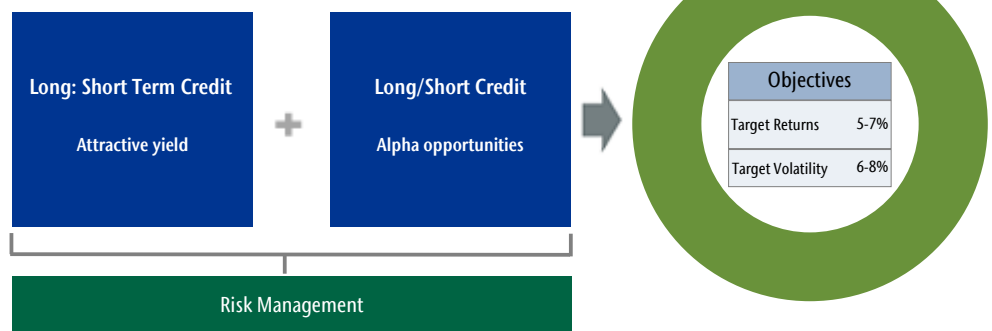 Long: Short Term Credit
Attractive yield
Long/Short Credit
Alpha opportunities
Objectives
Target Returns 5-7%
Target Volatility 6-8%
Risk Management